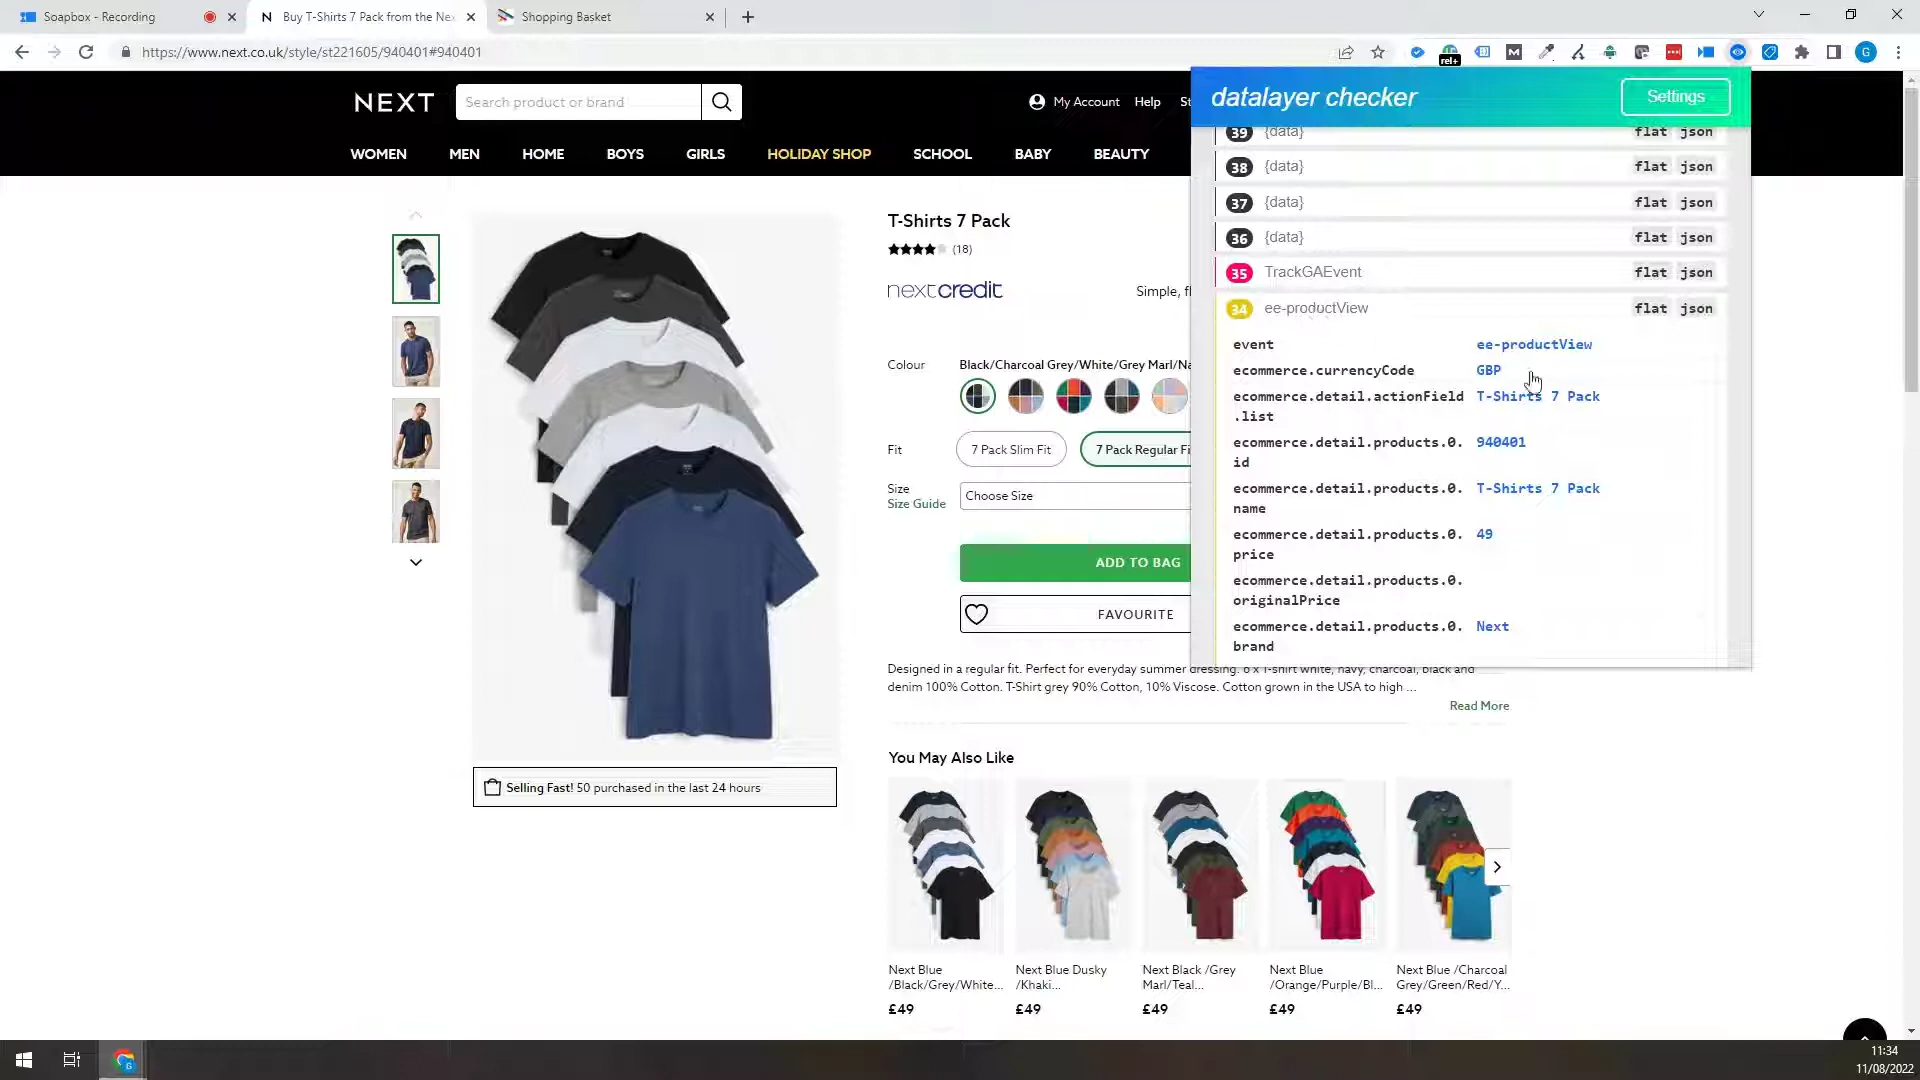 Soapbox - Recording
Buy T-Shirts 7 Pack from the Nex
Shopping Basket
https://www.next.co.uk/style/st221605/940401#940401
rel+
G
NEXT
Search product or brand
My Account
Help
St
WOMEN
MEN
HOME
BOYS
GIRLS
HOLIDAY SHOP
SCHOOL
BABY
BEAUTY
datalayer checker
Settings
39 {data} flat json
38 {data} flat json
37 {data} flat json
36 {data} flat json
35 TrackGAEvent flat json
34 ee-productView flat json
event ee-productView
ecommerce.currencyCode GBP
ecommerce.detail.actionField T-Shirts 7 Pack
.list
ecommerce.detail.products.0. 940401
id
ecommerce.detail.products.0. T-Shirts 7 Pack
name
ecommerce.detail.products.0. 49
price
ecommerce.detail.products.0.
originalPrice
ecommerce.detail.products.0. Next
brand
T-Shirts 7 Pack
(18)
nextcredit
Simple, fl
Colour
Black/Charcoal Grey/White/Grey Marl/Na
Fit
7 Pack Slim Fit
7 Pack Regular Fi
Size
Size Guide
Choose Size
ADD TO BAG
FAVOURITE
Designed in a regular fit. Perfect for everyday summer dressing. 6 x T-shirt white, navy, charcoal, black and
denim 100% Cotton. T-Shirt grey 90% Cotton, 10% Viscose. Cotton grown in the USA to high ...
Read More
Selling Fast! 50 purchased in the last 24 hours
You May Also Like
Next Blue
/Black/Grey/White...
£49
Next Blue Dusky
/Khaki...
£49
Next Black /Grey
Marl/Teal...
£49
Next Blue
/Orange/Purple/Bl...
£49
Next Blue /Charcoal
Grey/Green/Red/Y...
£49
11:34
11/08/2022